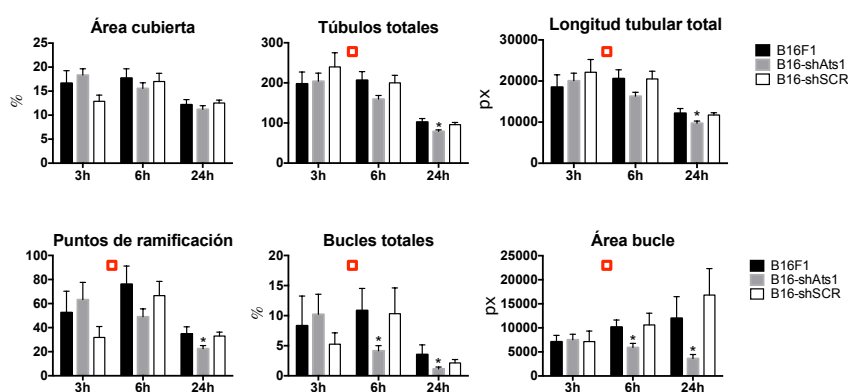 Área cubierta
%
25
20
15
10
5
0
3h 6h 24h
Túbulos totales
300
200
100
0
*
3h 6h 24h
Longitud tubular total
px
30000
20000
10000
0
*
3h 6h 24h
B16F1
B16-shAts1
B16-shSCR
Puntos de ramificación
100
80
60
40
20
0
*
3h 6h 24h
Bucles totales
%
20
15
10
5
0
* *
3h 6h 24h
Área bucle
px
25000
20000
15000
10000
5000
0
* *
3h 6h 24h
B16F1
B16-shAts1
B16-shSCR